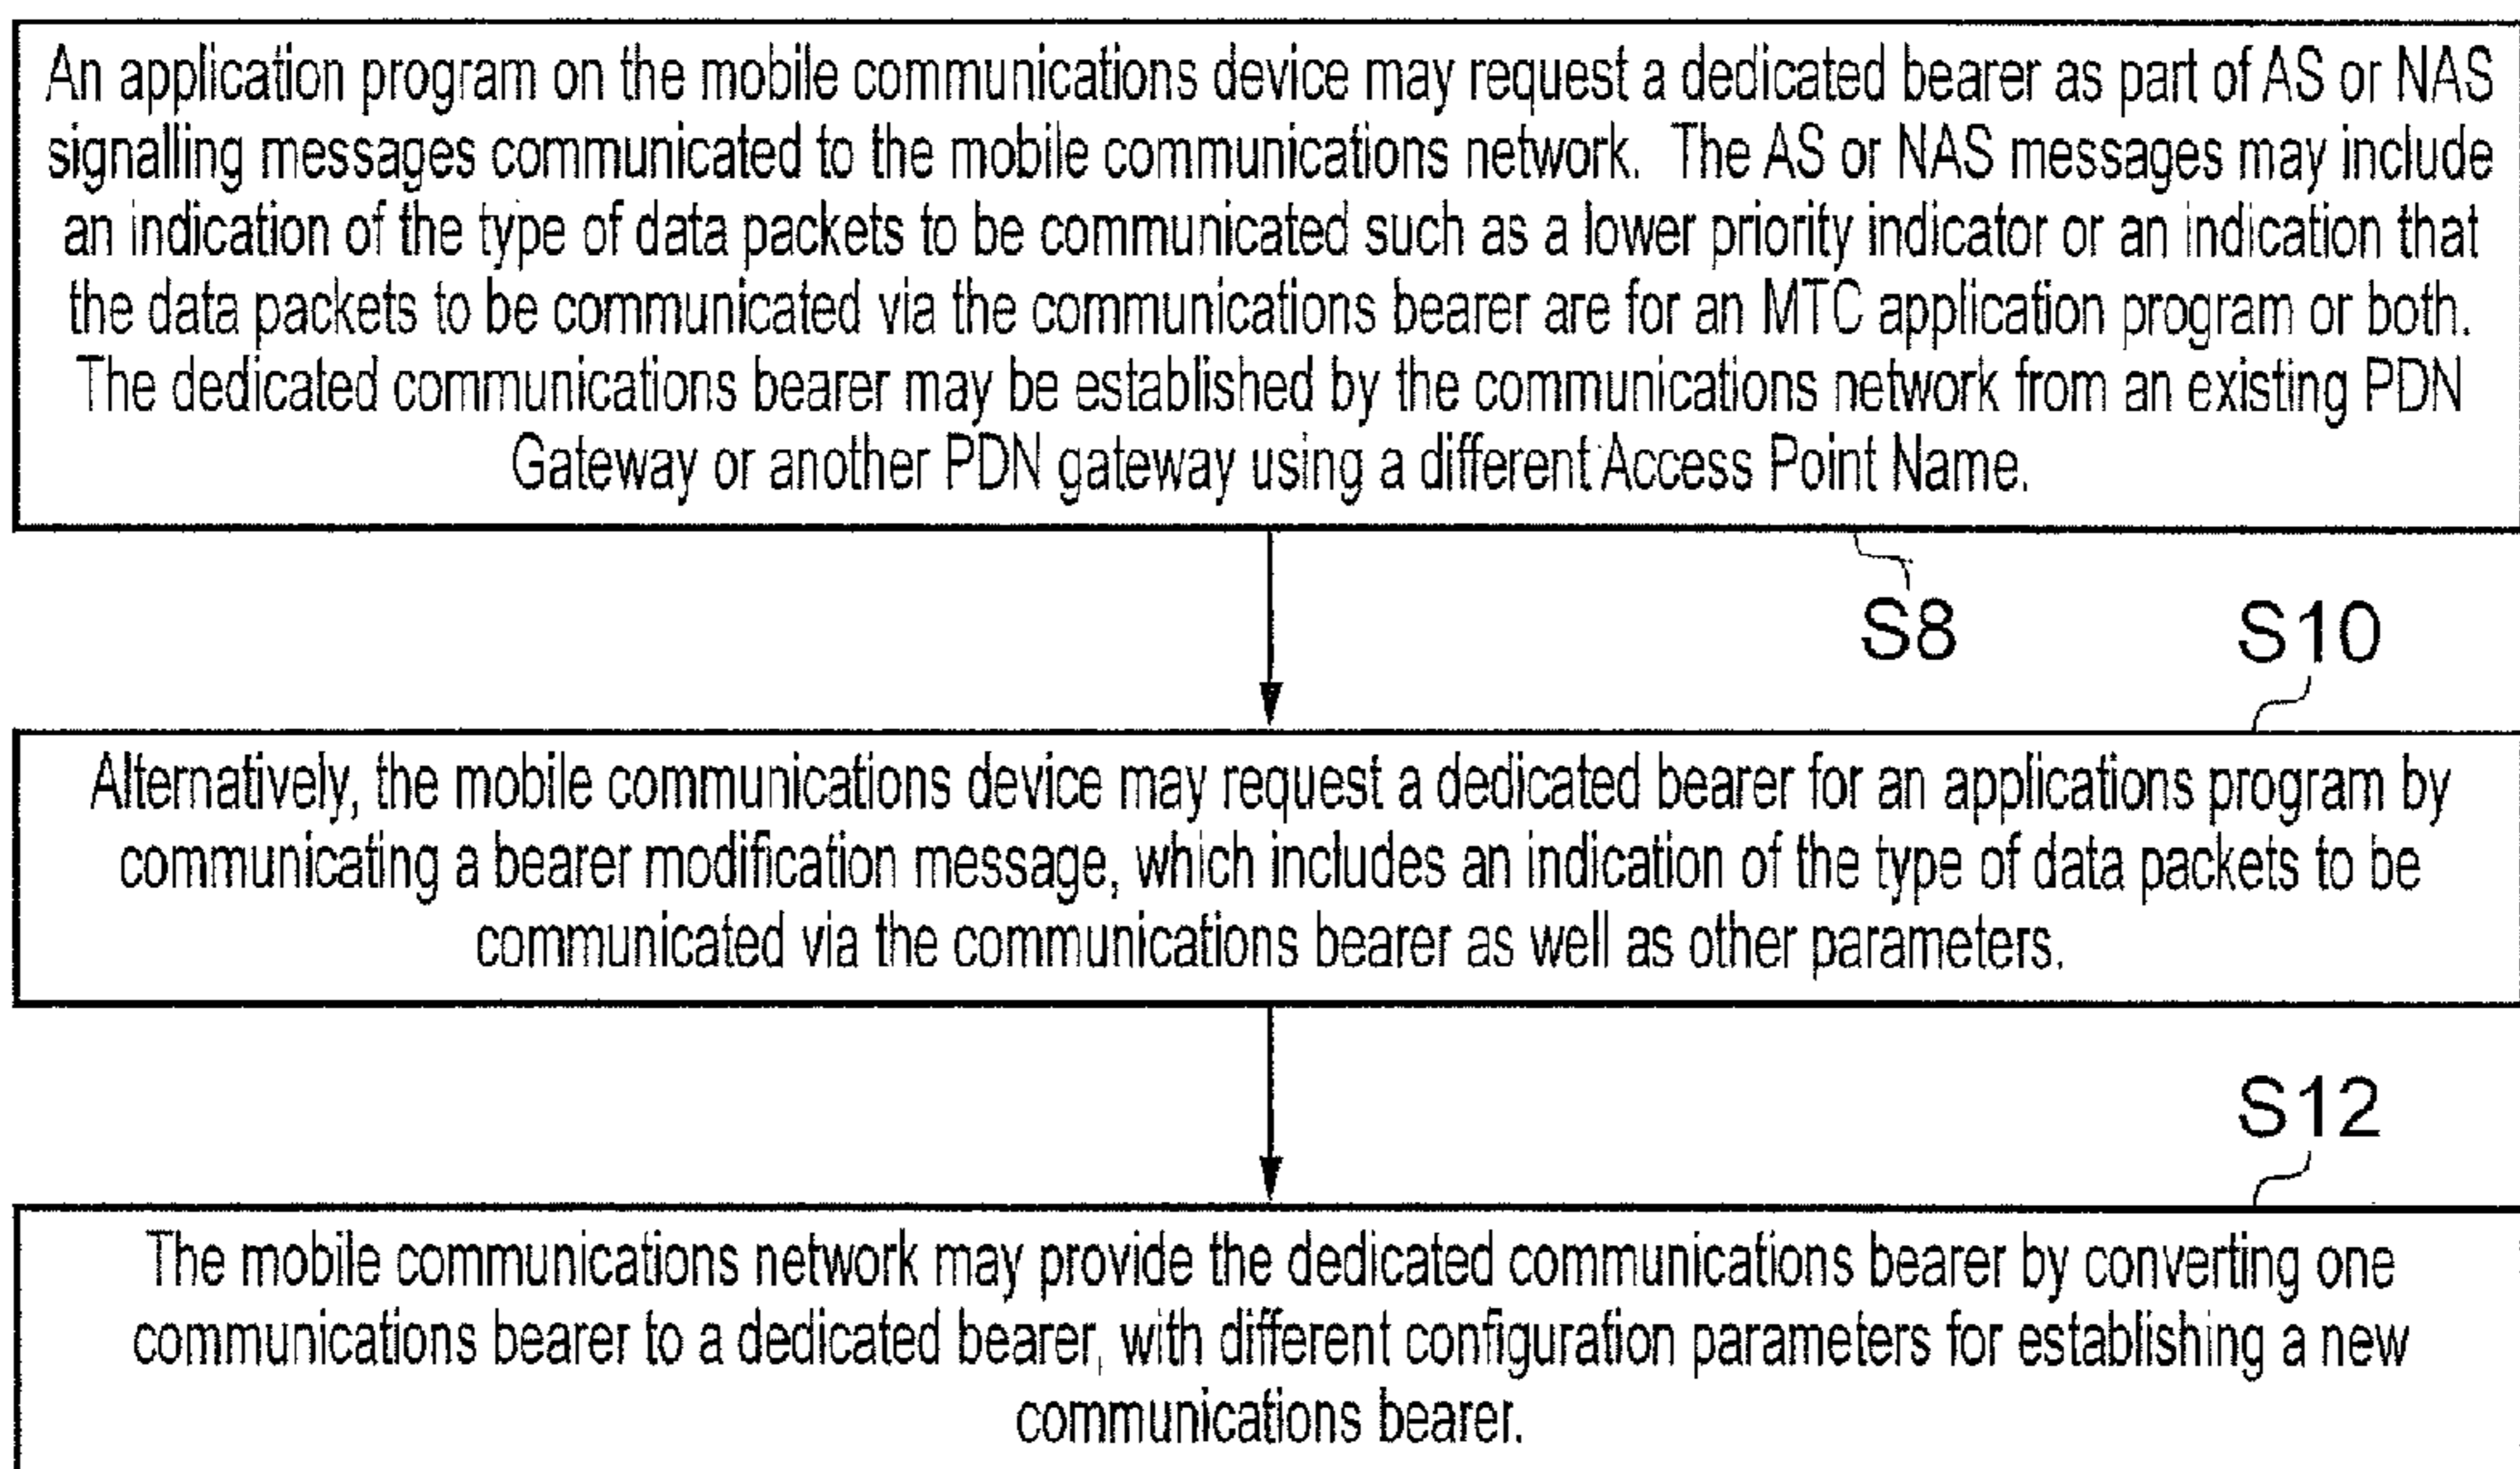 An application program on the mobile communications device may request a dedicated bearer as part of AS or NAS
signalling messages communicated to the mobile communications network. The AS or NAS messages may include
an indication of the type of data packets to be communicated such as a lower priority indicator or an indication that
the data packets to be communicated via the communications bearer are for an MTC application program or both.
The dedicated communications bearer may be established by the communications network from an existing PDN
Gateway or another PDN gateway using a different Access Point Name.
S8
S10
Alternatively, the mobile communications device may request a dedicated bearer for an applications program by
communicating a bearer modification message, which includes an indication of the type of data packets to be
communicated via the communications bearer as well as other parameters.
S12
The mobile communications network may provide the dedicated communications bearer by converting one
communications bearer to a dedicated bearer, with different configuration parameters for establishing a new
communications bearer.